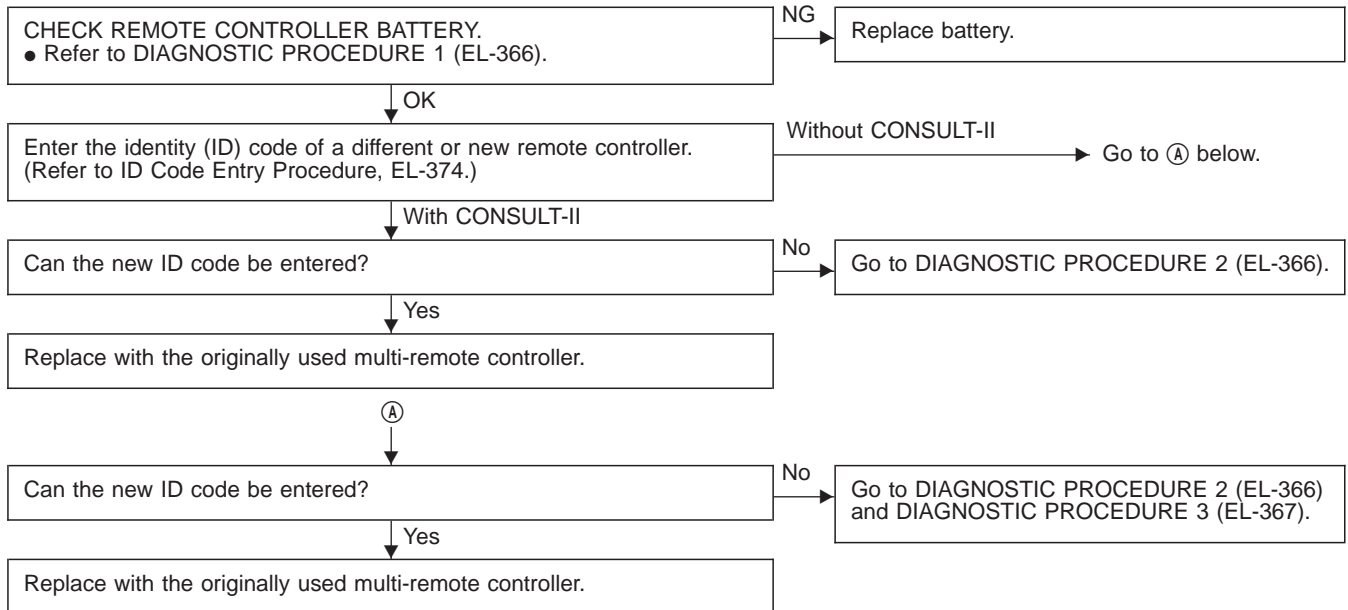 CHECK REMOTE CONTROLLER BATTERY.
● Refer to DIAGNOSTIC PROCEDURE 1 (EL-366).
NG
Replace battery.
OK
Enter the identity (ID) code of a different or new remote controller.
(Refer to ID Code Entry Procedure, EL-374.)
Without CONSULT-II
Go to Ⓐ below.
With CONSULT-II
Can the new ID code be entered?
No
Go to DIAGNOSTIC PROCEDURE 2 (EL-366).
Yes
Replace with the originally used multi-remote controller.
Ⓐ
Can the new ID code be entered?
No
Go to DIAGNOSTIC PROCEDURE 2 (EL-366)
and DIAGNOSTIC PROCEDURE 3 (EL-367).
Yes
Replace with the originally used multi-remote controller.